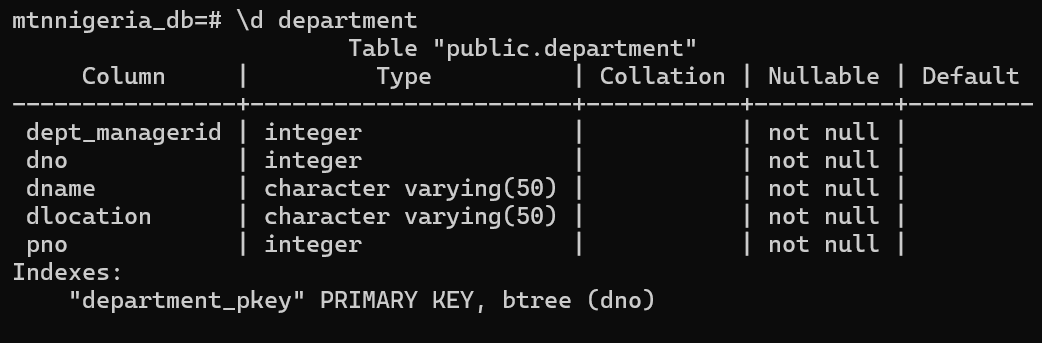 mtnnigeria_db=# \d department
                        Table "public.department"
     Column     |         Type          | Collation | Nullable | Default
----------------+-----------------------+-----------+----------+---------
 dept_managerid | integer               |           | not null |
 dno            | integer               |           | not null |
 dname          | character varying(50) |           | not null |
 dlocation      | character varying(50) |           | not null |
 pno            | integer               |           | not null |
Indexes:
    "department_pkey" PRIMARY KEY, btree (dno)